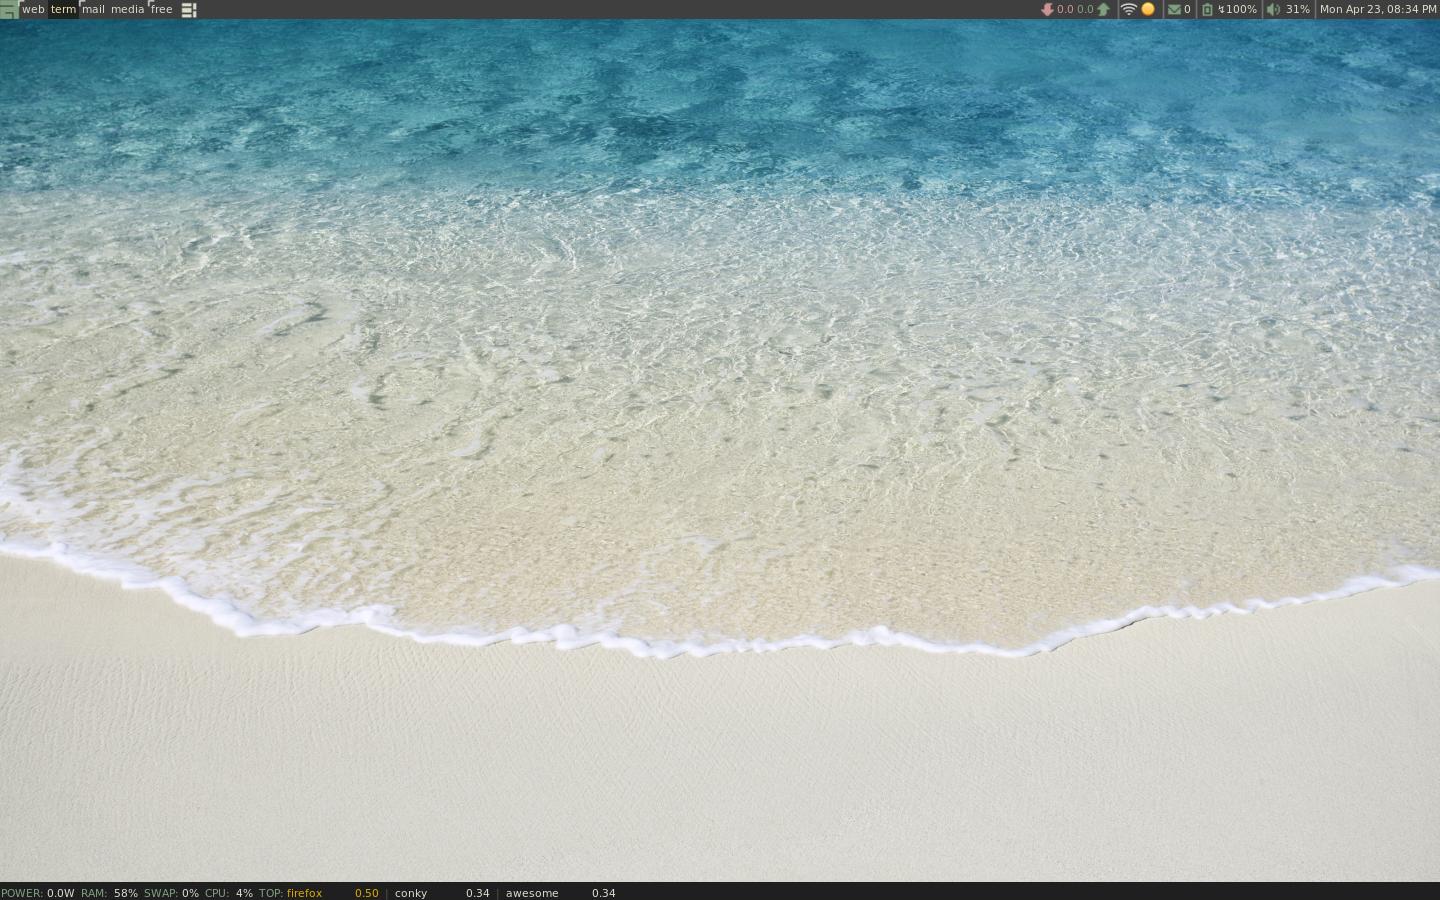 web term mail media free 0.0 0.0 0 ↯100% 31% Mon Apr 23, 08:34 PM
POWER: 0.0W RAM: 58% SWAP: 0% CPU: 4% TOP: firefox 0.50 | conky 0.34 | awesome 0.34